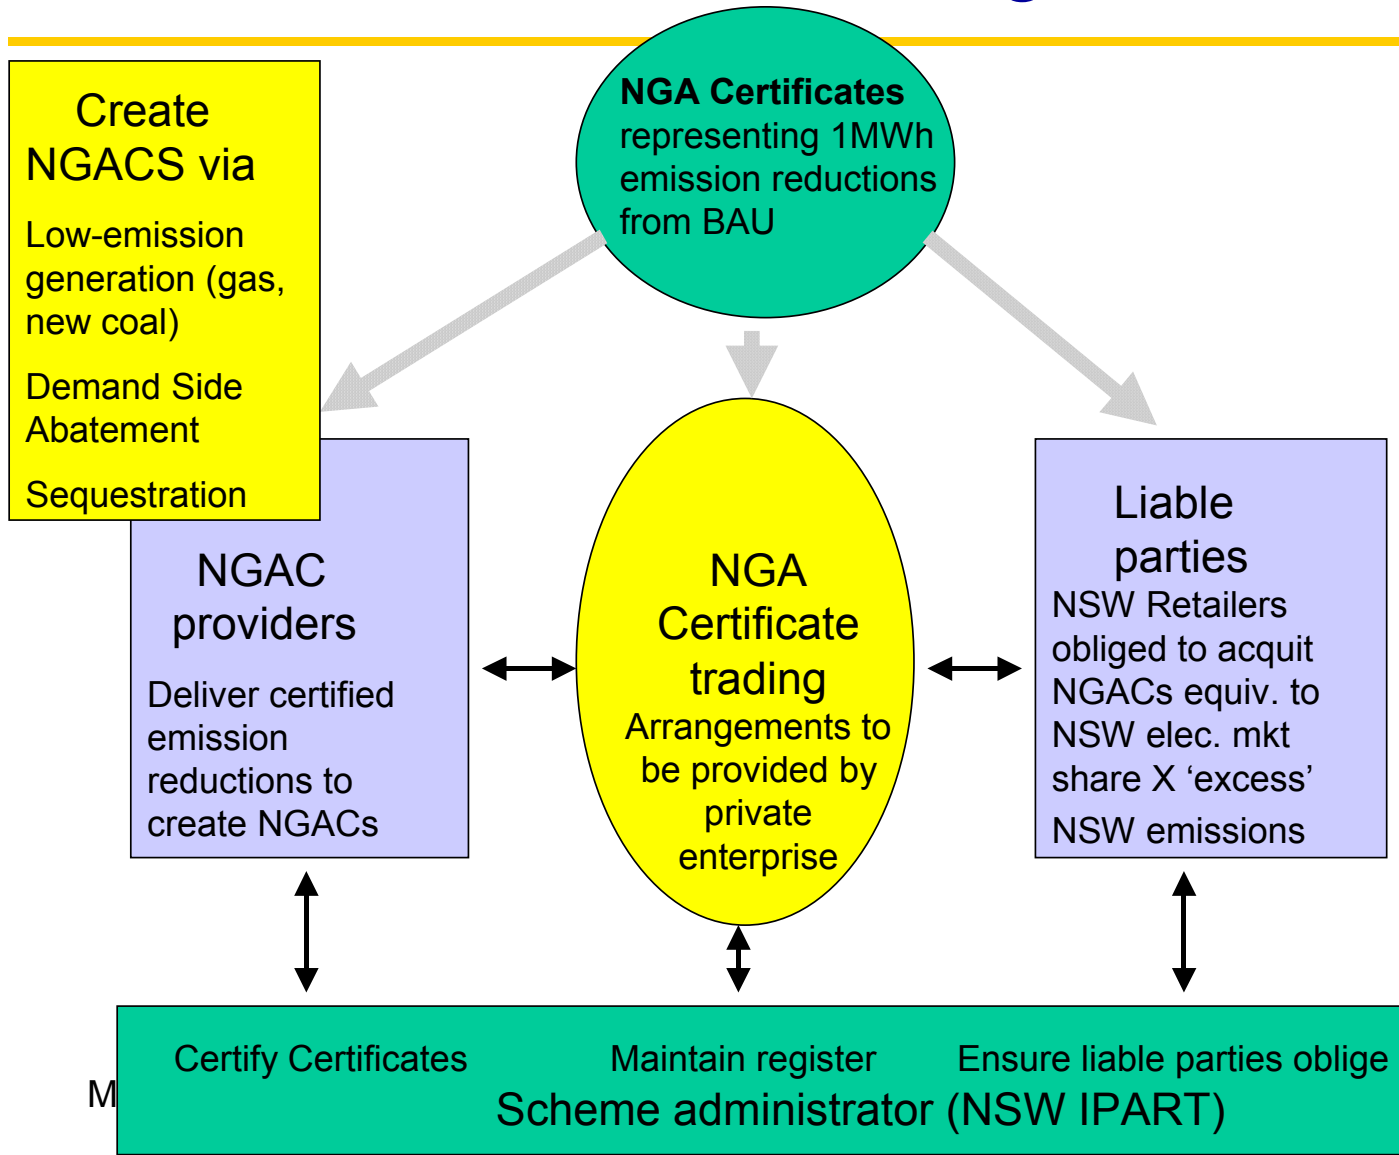 NGA Certificates
representing 1MWh
emission reductions
from BAU
Create
NGACS via
Low-emission
generation (gas,
new coal)
Demand Side
Abatement
Sequestration
NGAC
providers
Deliver certified
emission
reductions to
create NGACs
NGA
Certificate
trading
Arrangements to
be provided by
private
enterprise
Liable
parties
NSW Retailers
obliged to acquit
NGACs equiv. to
NSW elec. mkt
share X ‘excess’
NSW emissions
Certify Certificates
Maintain register
Ensure liable parties oblige
M
Scheme administrator (NSW IPART)